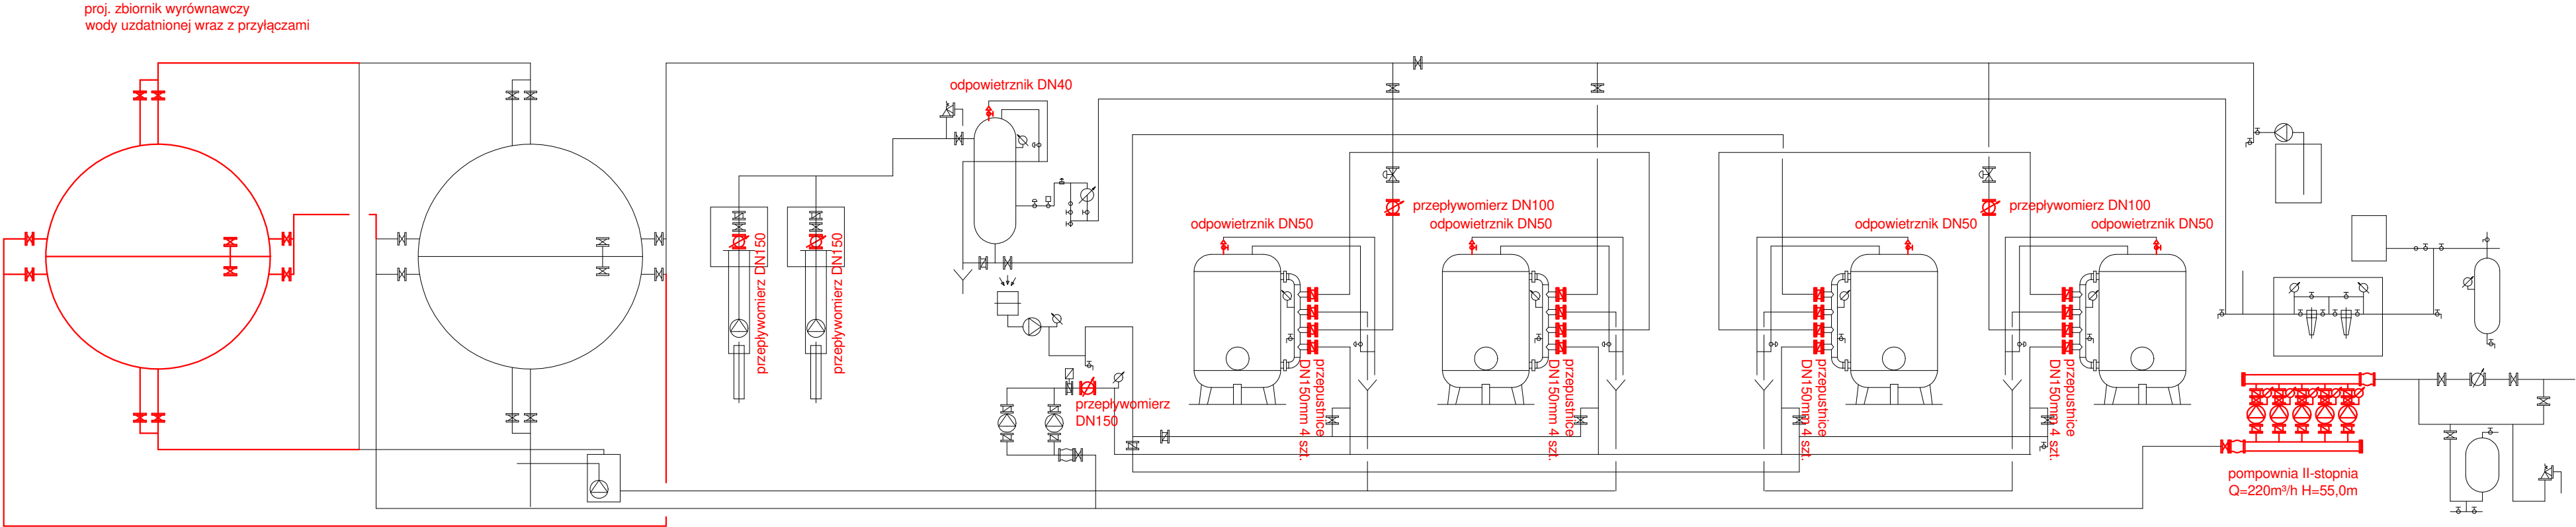 proj. zbiornik wyrównawczy
wody uzdatnionej wraz z przyłączami
odpowietrznik DN40
przepływomierz DN150
przepływomierz DN150
przepływomierz
DN150
odpowietrznik DN50
przepływomierz DN100
odpowietrznik DN50
odpowietrznik DN50
przepływomierz DN100
odpowietrznik DN50
przepustnice
DN150mm 4 szt.
przepustnice
DN150mm 4 szt.
przepustnice
DN150mm 4 szt.
przepustnice
DN150mm 4 szt.
pompownia II-stopnia
Q=220m³/h H=55,0m